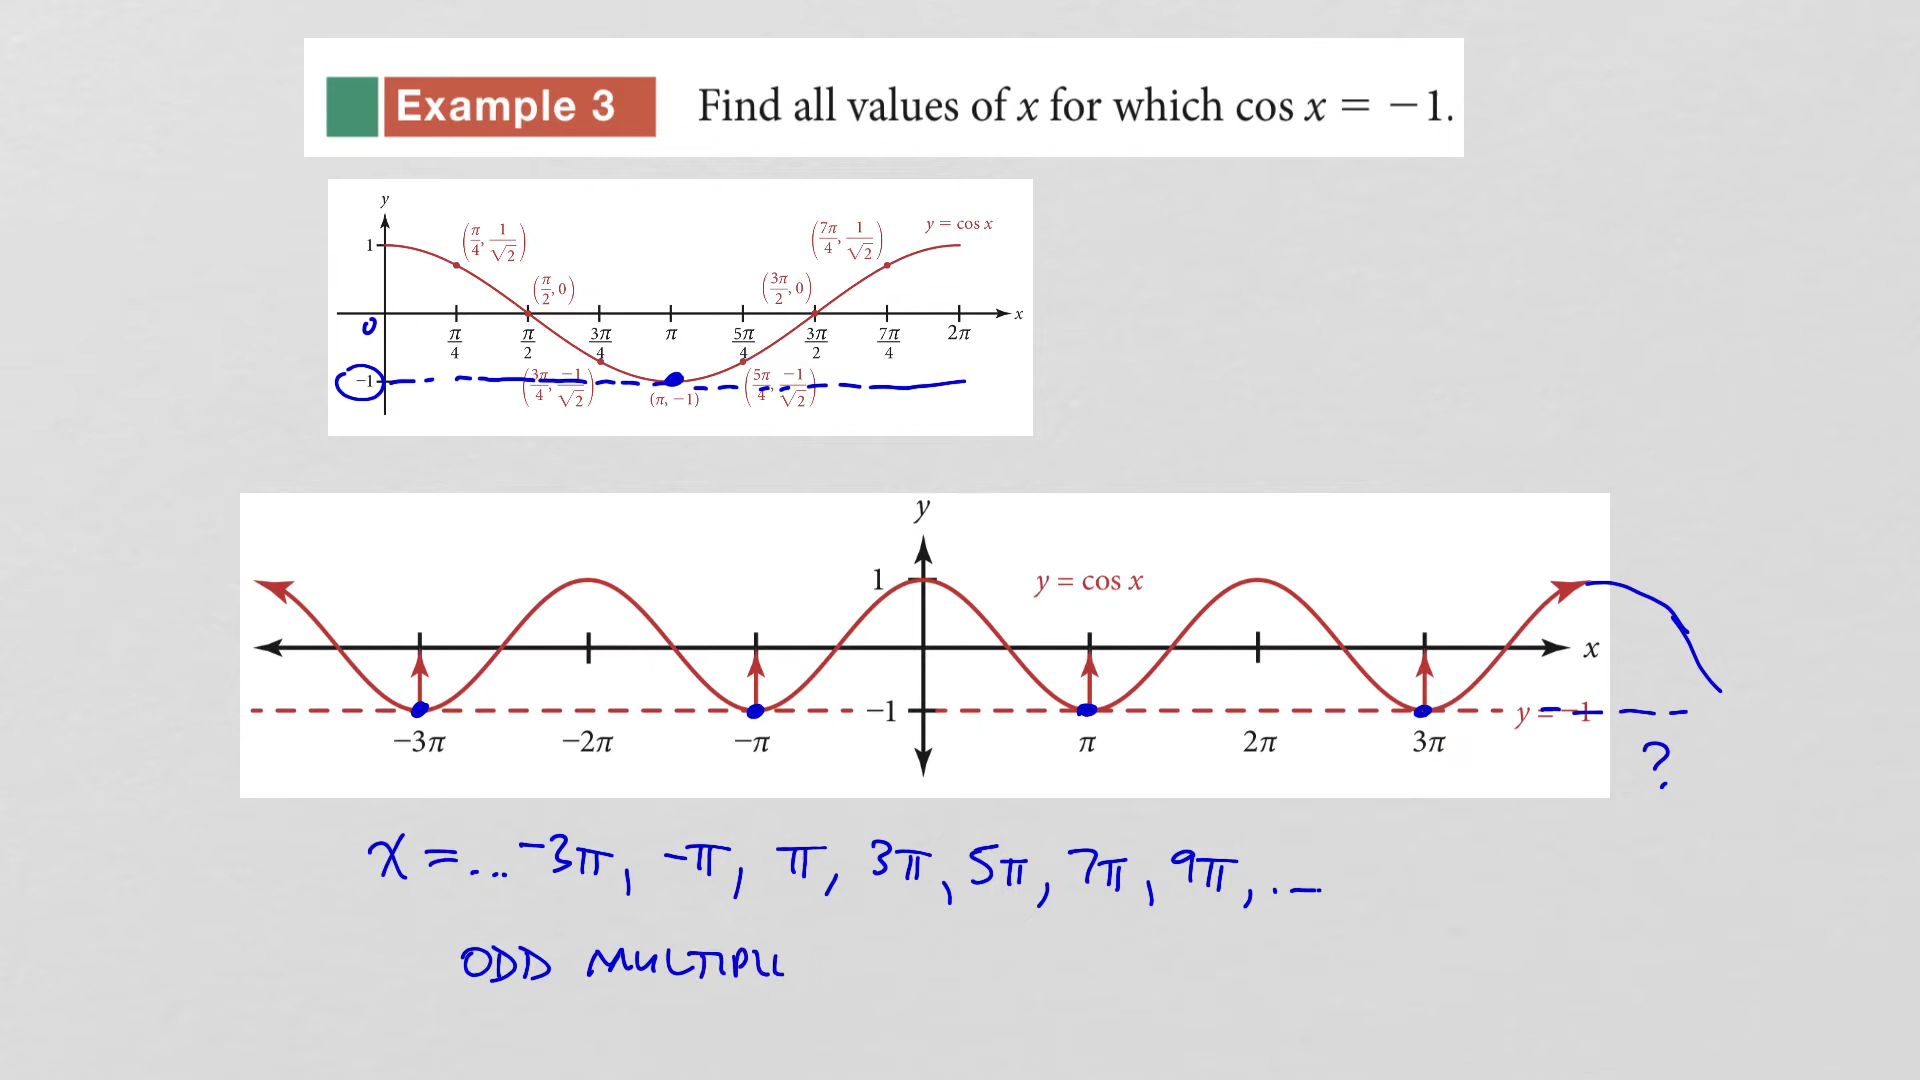 Example 3 Find all values of x for which cos x = −1.
y
1
(π/4, 1/√2)
(7π/4, 1/√2)
y = cos x
(π/2, 0)
(3π/2, 0)
x
0
π/4 π/2 3π/4 π 5π/4 3π/2 7π/4 2π
−1
(3π/4, −1/√2)
(π, −1)
(5π/4, −1/√2)
y
1
y = cos x
x
−1
y = −1
−3π −2π −π π 2π 3π
?
x = ... -3π, -π, π, 3π, 5π, 7π, 9π, ...
ODD MULTIPL